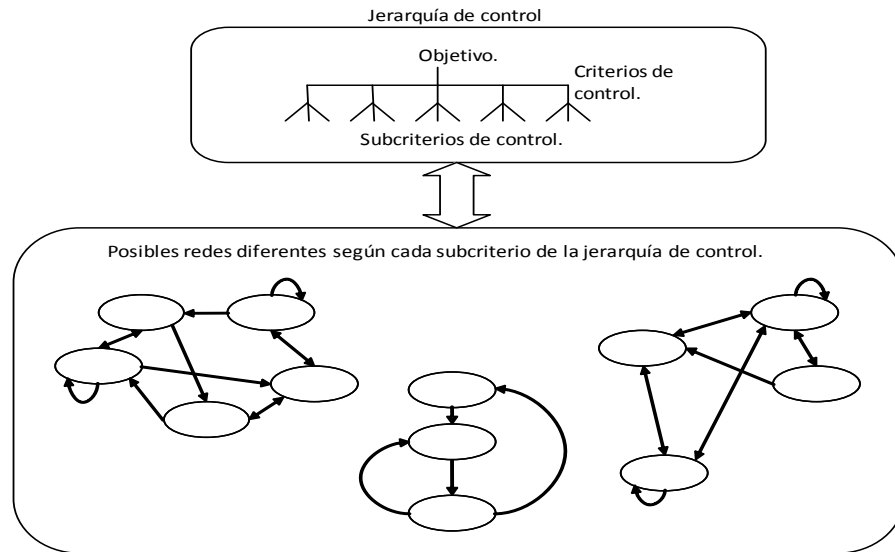 Jerarquía de control
Objetivo.
Criterios de
control.
Subcriterios de control.
Posibles redes diferentes según cada subcriterio de la jerarquía de control.